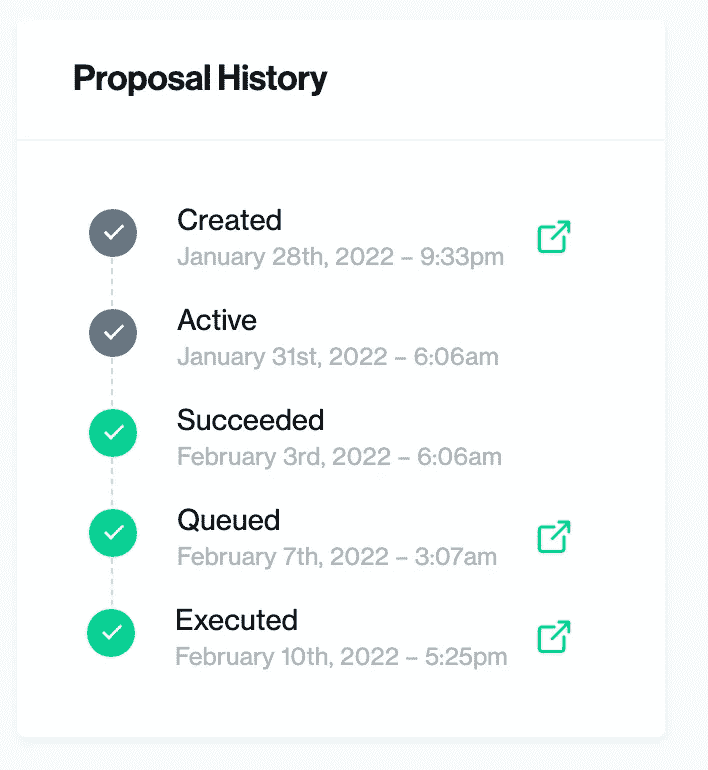 Proposal History
Created
January 28th, 2022 – 9:33pm
Active
January 31st, 2022 – 6:06am
Succeeded
February 3rd, 2022 – 6:06am
Queued
February 7th, 2022 – 3:07am
Executed
February 10th, 2022 – 5:25pm